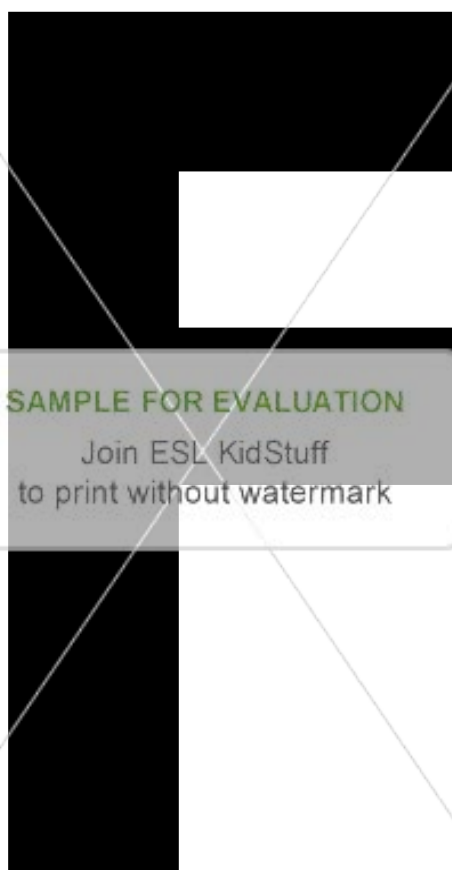 F
SAMPLE FOR EVALUATION
Join ESL KidStuff
to print without watermark